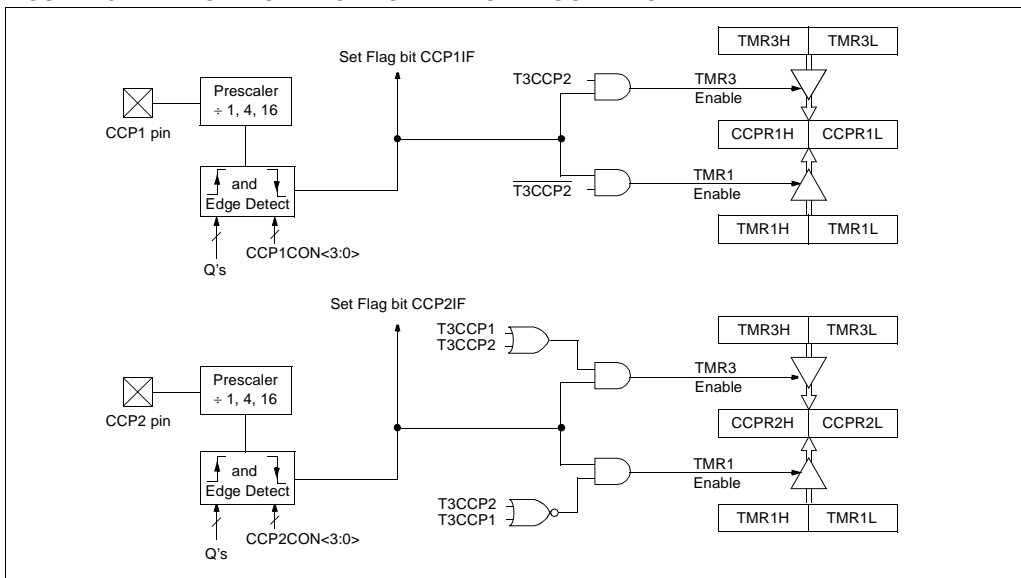 Set Flag bit CCP1IF
TMR3H TMR3L
T3CCP2
TMR3
Enable
Prescaler
÷ 1, 4, 16
CCP1 pin
CCPR1H CCPR1L
and
Edge Detect
T3CCP2
TMR1
Enable
CCP1CON<3:0>
Q's
TMR1H TMR1L
Set Flag bit CCP2IF
TMR3H TMR3L
T3CCP1
T3CCP2
TMR3
Enable
Prescaler
÷ 1, 4, 16
CCP2 pin
CCPR2H CCPR2L
and
Edge Detect
TMR1
Enable
T3CCP2
T3CCP1
CCP2CON<3:0>
Q's
TMR1H TMR1L